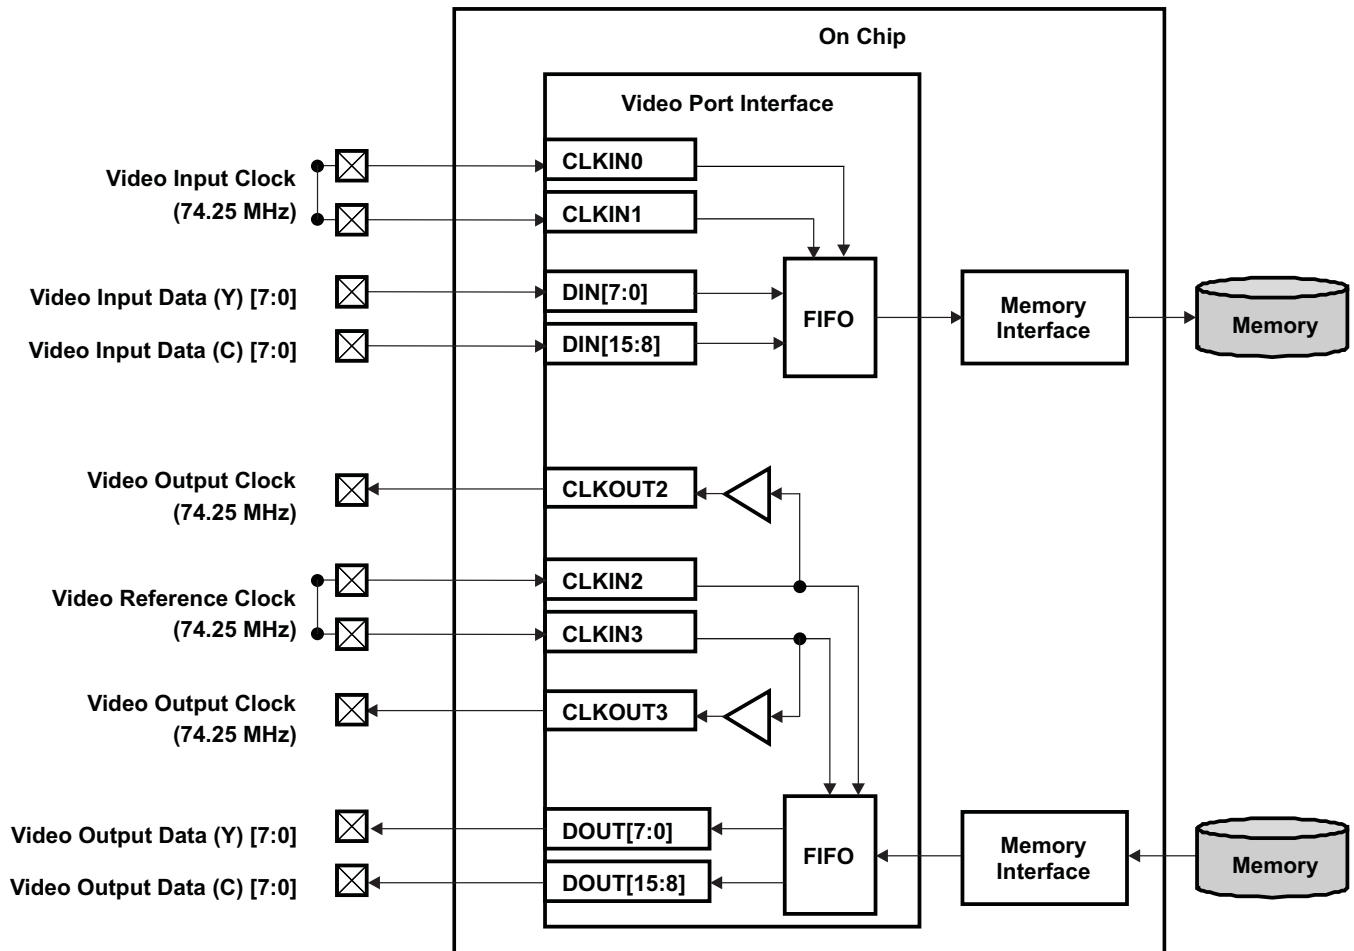 On Chip
Video Port Interface
Video Input Clock
(74.25 MHz)
CLKIN0
CLKIN1
Video Input Data (Y) [7:0]
DIN[7:0]
Video Input Data (C) [7:0]
DIN[15:8]
FIFO
Memory
Interface
Memory
Video Output Clock
(74.25 MHz)
CLKOUT2
Video Reference Clock
(74.25 MHz)
CLKIN2
CLKIN3
Video Output Clock
(74.25 MHz)
CLKOUT3
Video Output Data (Y) [7:0]
DOUT[7:0]
Video Output Data (C) [7:0]
DOUT[15:8]
FIFO
Memory
Interface
Memory